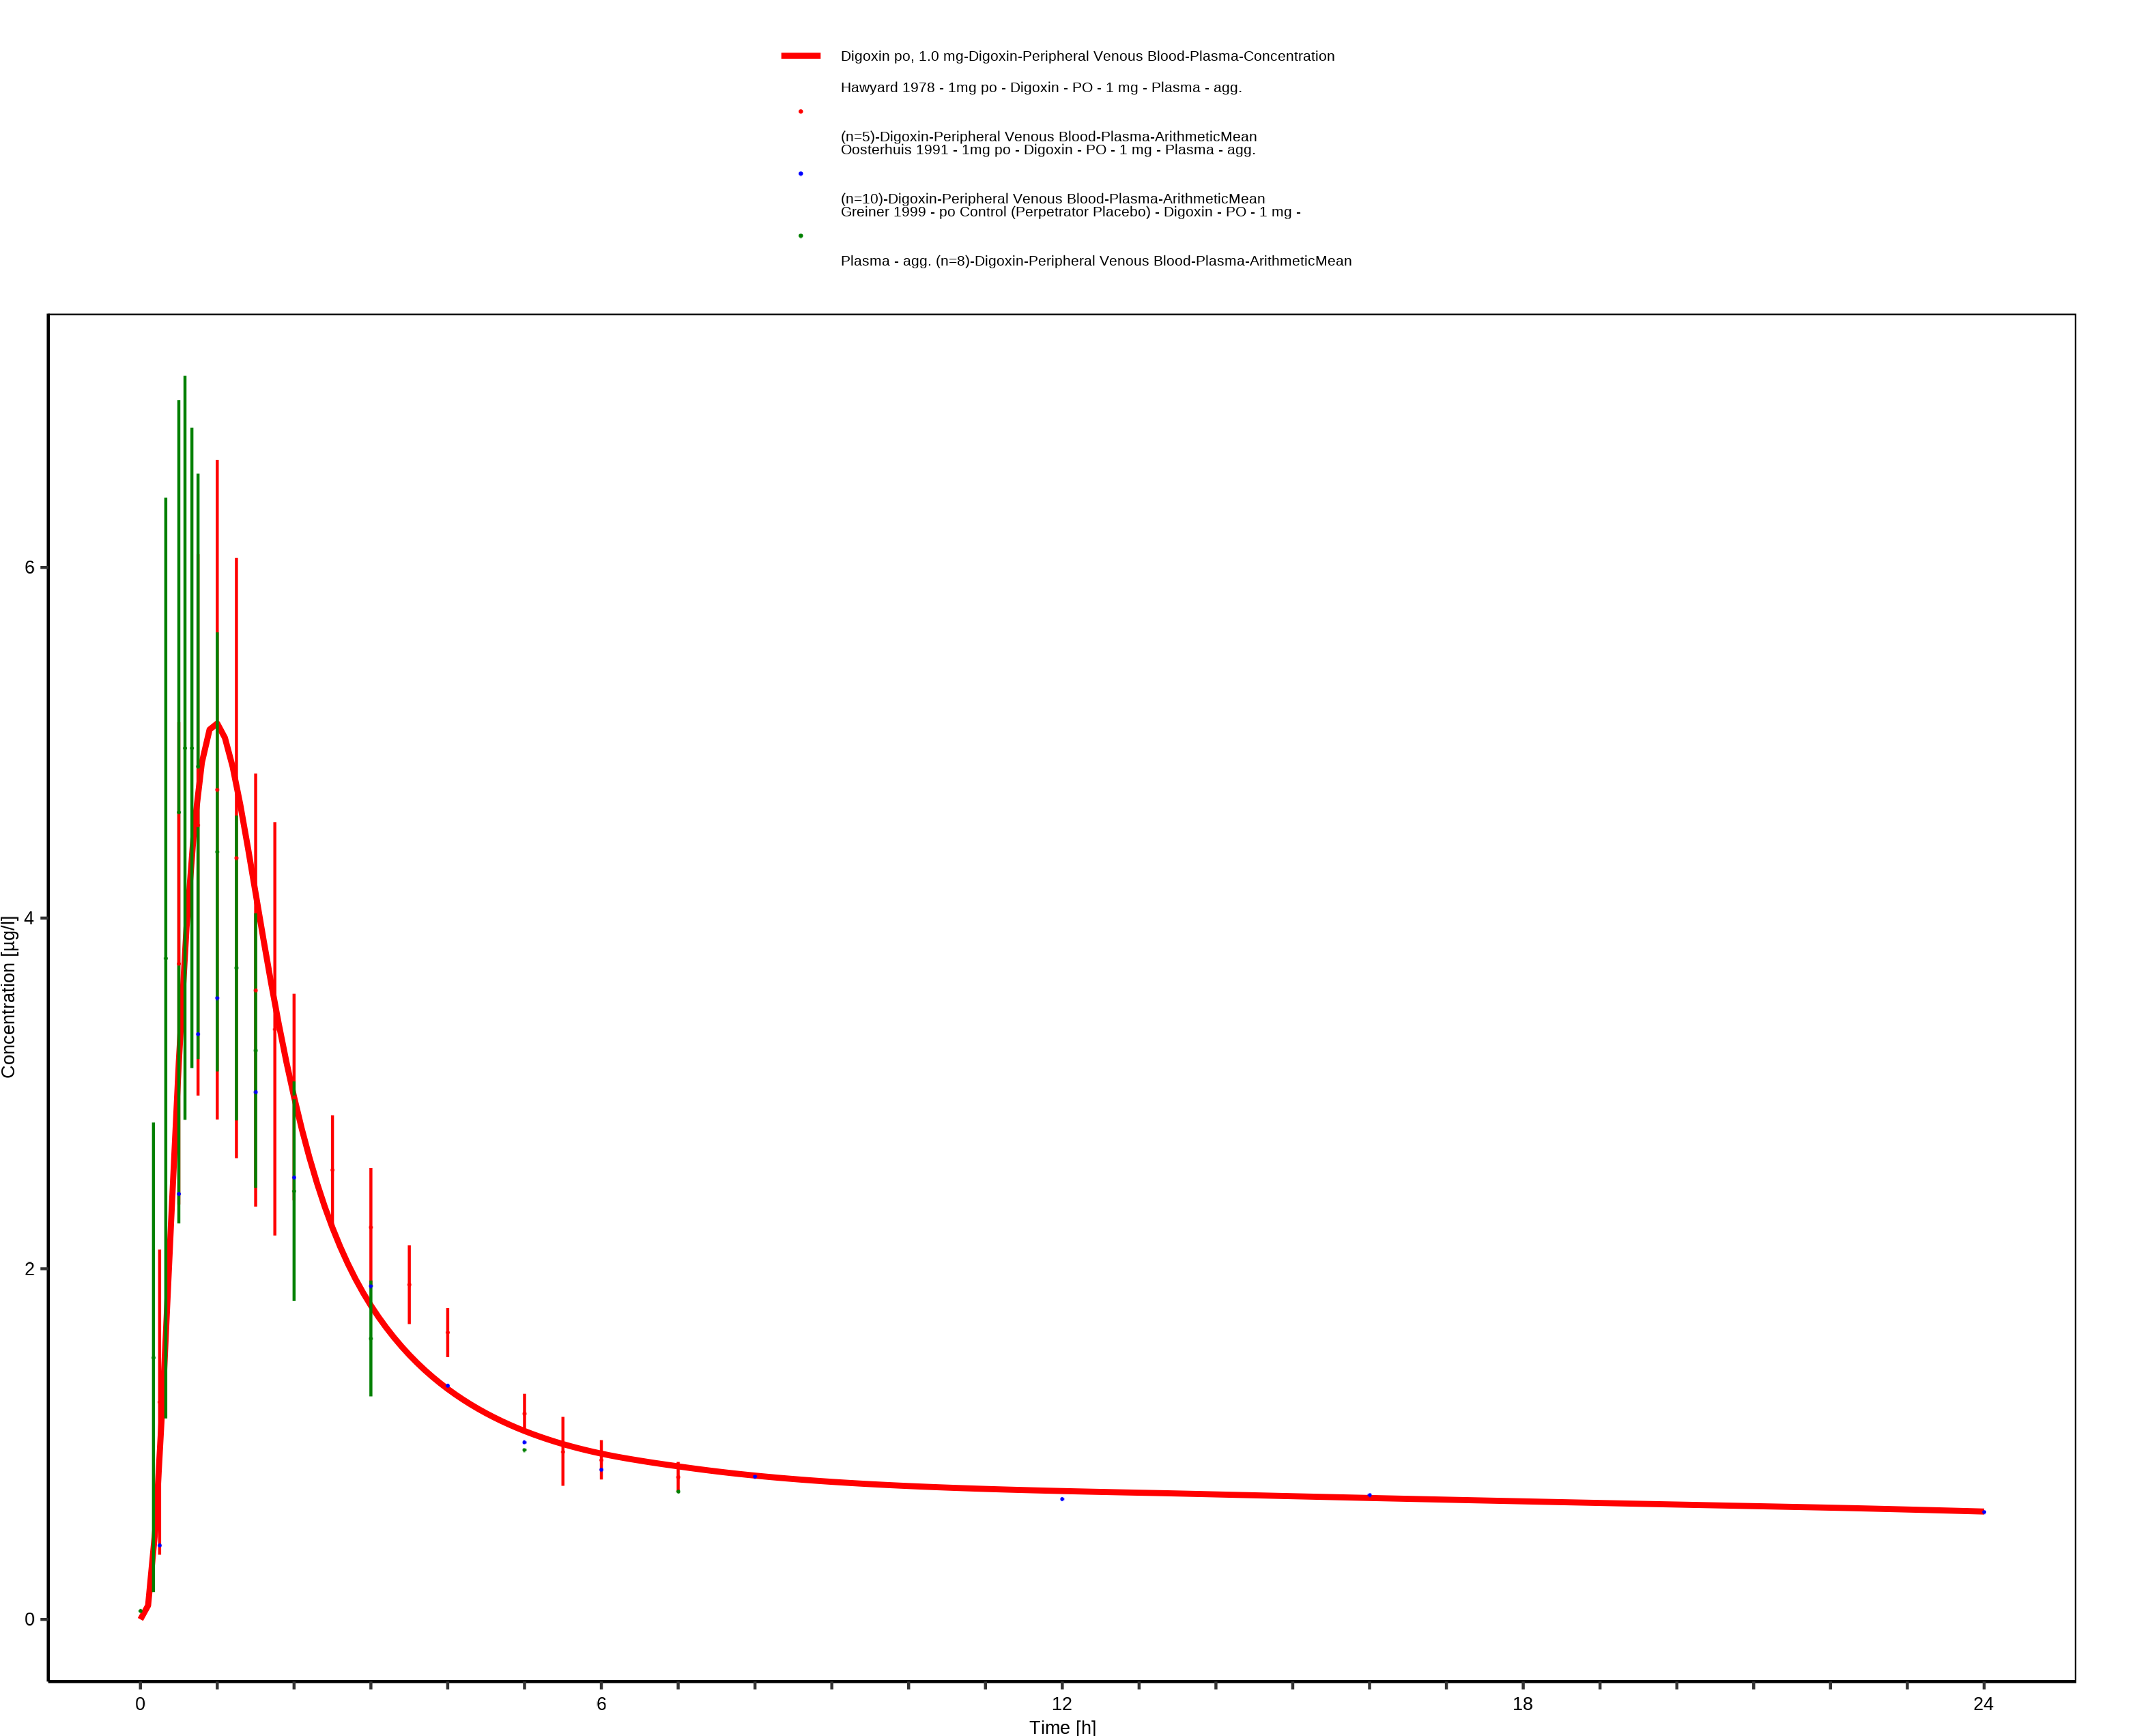 Digoxin po, 1.0 mg-Digoxin-Peripheral Venous Blood-Plasma-Concentration
Hawyard 1978 - 1mg po - Digoxin - PO - 1 mg - Plasma - agg.
(n=5)-Digoxin-Peripheral Venous Blood-Plasma-ArithmeticMean
Oosterhuis 1991 - 1mg po - Digoxin - PO - 1 mg - Plasma - agg.
(n=10)-Digoxin-Peripheral Venous Blood-Plasma-ArithmeticMean
Greiner 1999 - po Control (Perpetrator Placebo) - Digoxin - PO - 1 mg -
Plasma - agg. (n=8)-Digoxin-Peripheral Venous Blood-Plasma-ArithmeticMean
Concentration [µg/l]
6
4
2
0
0 6 12 18 24
Time [h]